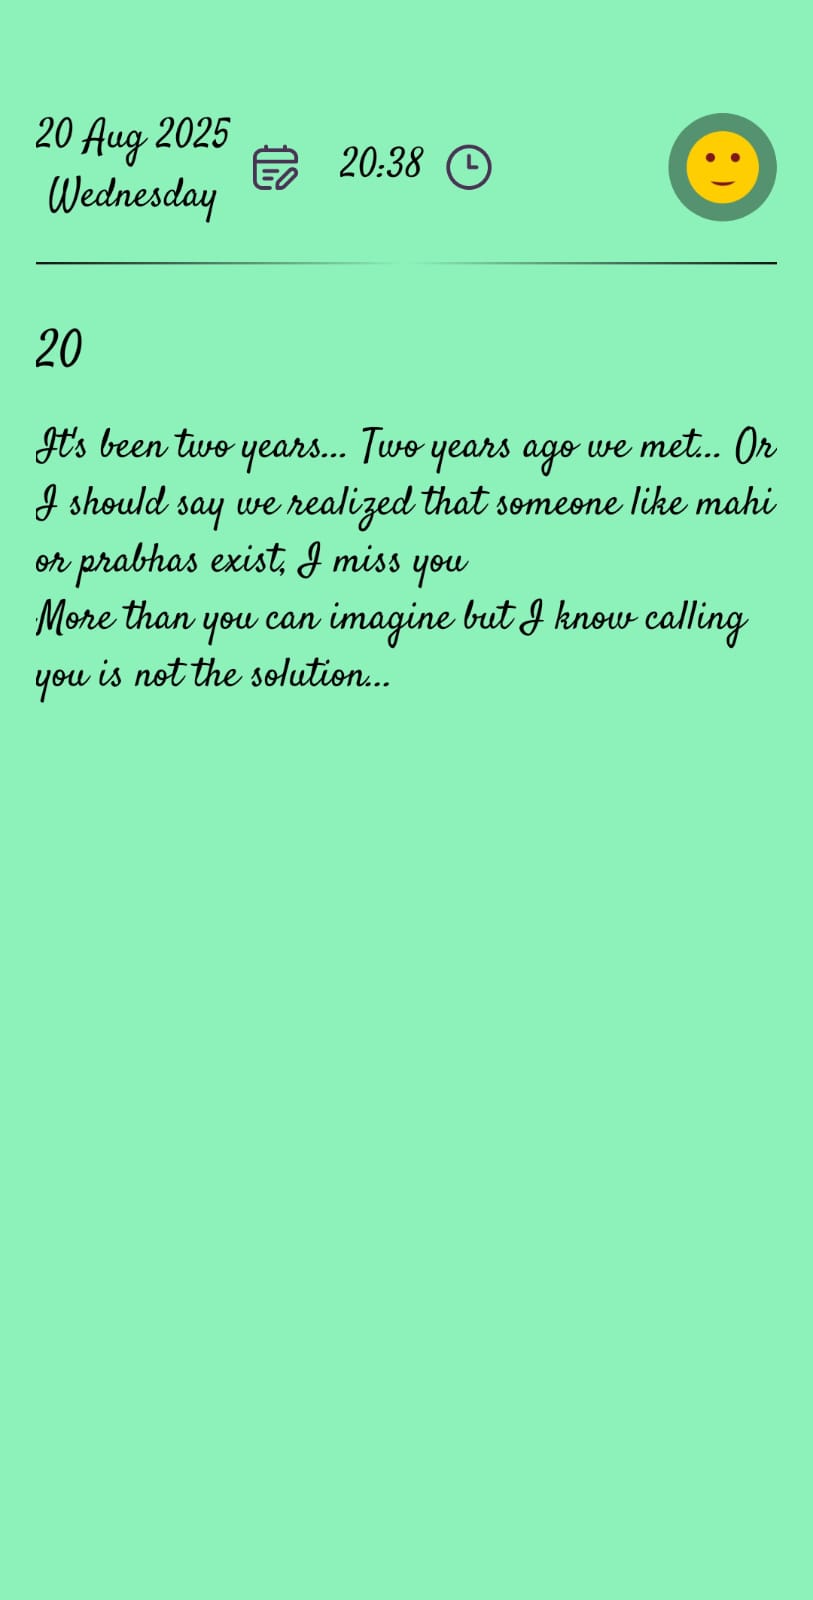 20 Aug 2025
Wednesday
20:38
20
It's been two years... Two years ago we met... Or
I should say we realized that someone like mahi
or prabhas exist, I miss you
More than you can imagine but I know calling
you is not the solution...